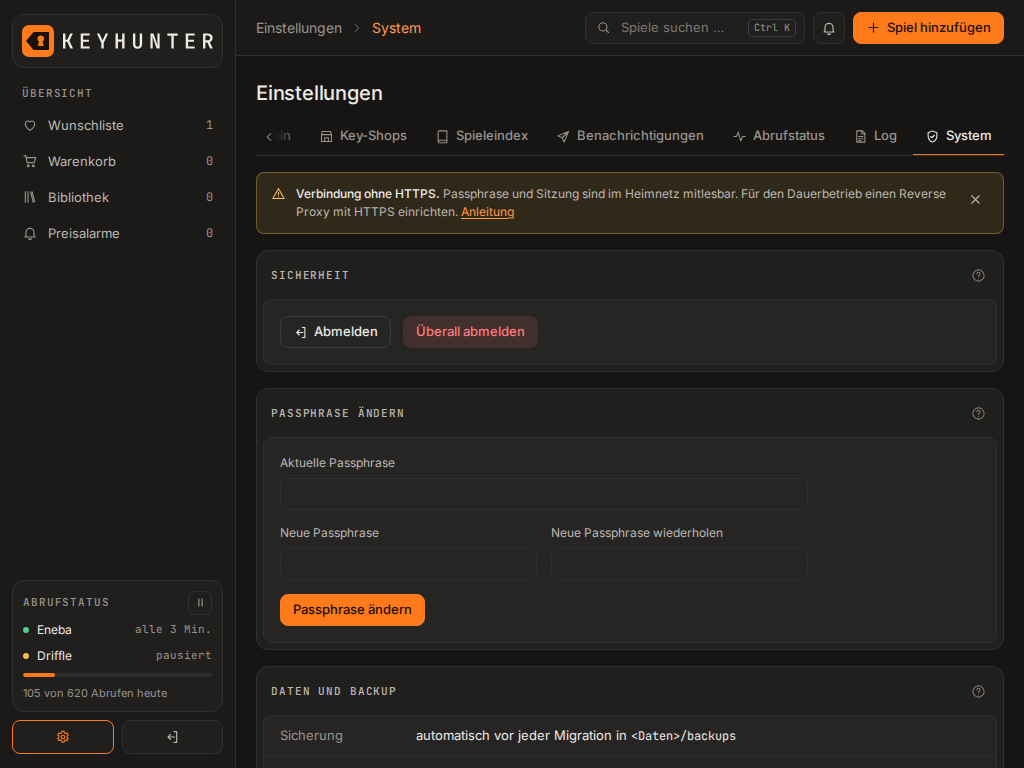 KEYHUNTER
Einstellungen > System
Spiele suchen ...
Ctrl K
Spiel hinzufügen
ÜBERSICHT
Wunschliste 1
Warenkorb 0
Bibliothek 0
Preisalarme 0
Einstellungen
in
Key-Shops
Spieleindex
Benachrichtigungen
Abrufstatus
Log
System
Verbindung ohne HTTPS. Passphrase und Sitzung sind im Heimnetz mitlesbar. Für den Dauerbetrieb einen Reverse
Proxy mit HTTPS einrichten. Anleitung
SICHERHEIT
Abmelden
Überall abmelden
PASSPHRASE ÄNDERN
Aktuelle Passphrase
Neue Passphrase
Neue Passphrase wiederholen
Passphrase ändern
DATEN UND BACKUP
Sicherung automatisch vor jeder Migration in <Daten>/backups
ABRUFSTATUS
Eneba alle 3 Min.
Driffle pausiert
105 von 620 Abrufen heute